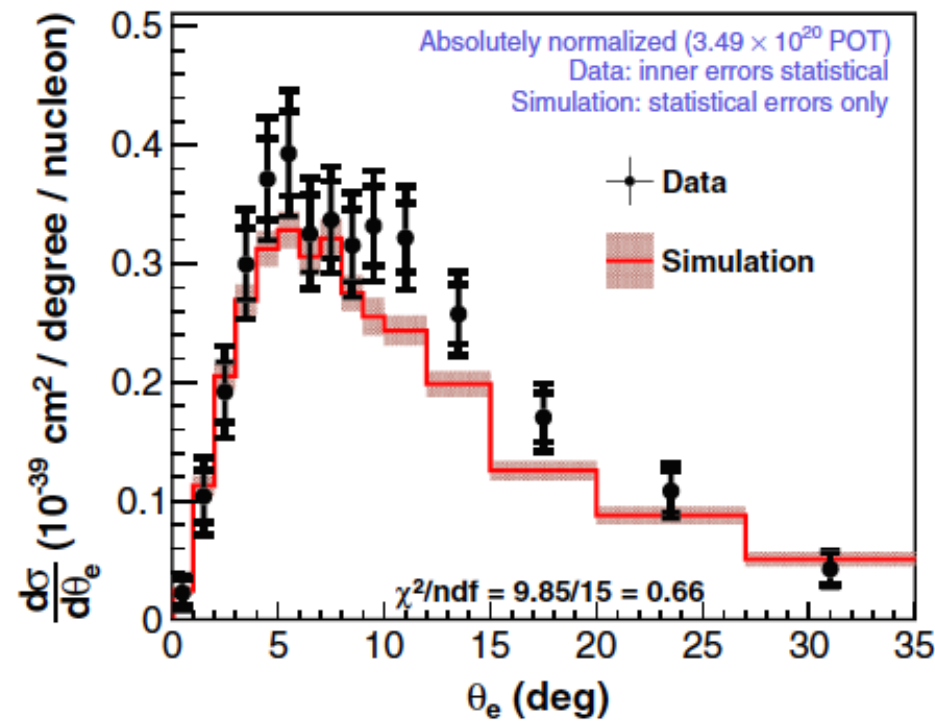 Absolutely normalized (3.49 × 10²⁰ POT)
Data: inner errors statistical
Simulation: statistical errors only
Data
Simulation
χ²/ndf = 9.85/15 = 0.66
dσ/dθₑ (10⁻³⁹ cm² / degree / nucleon)
0.5
0.4
0.3
0.2
0.1
0
0 5 10 15 20 25 30 35
θₑ (deg)